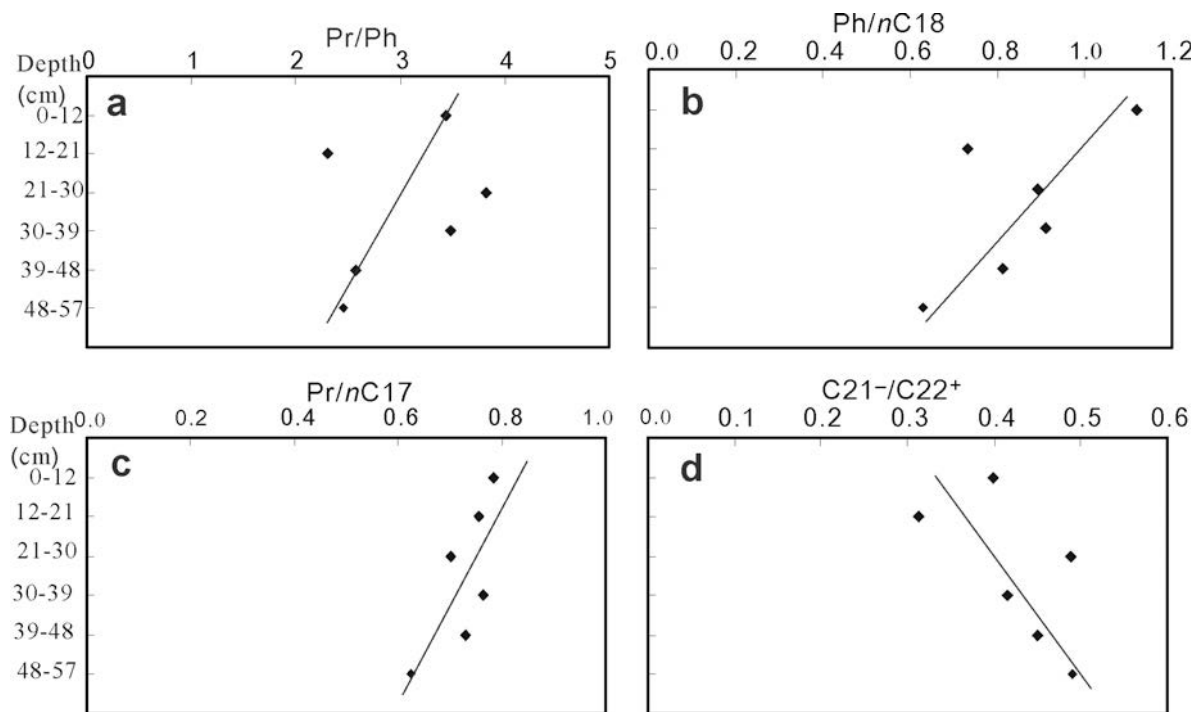 Pr/Ph
Depth
(cm)
0 1 2 3 4 5
a
0-12
12-21
21-30
30-39
39-48
48-57
Ph/nC18
0.0 0.2 0.4 0.6 0.8 1.0 1.2
b
Pr/nC17
Depth
(cm)
0.0 0.2 0.4 0.6 0.8 1.0
c
0-12
12-21
21-30
30-39
39-48
48-57
C21⁻/C22⁺
0.0 0.1 0.2 0.3 0.4 0.5 0.6
d